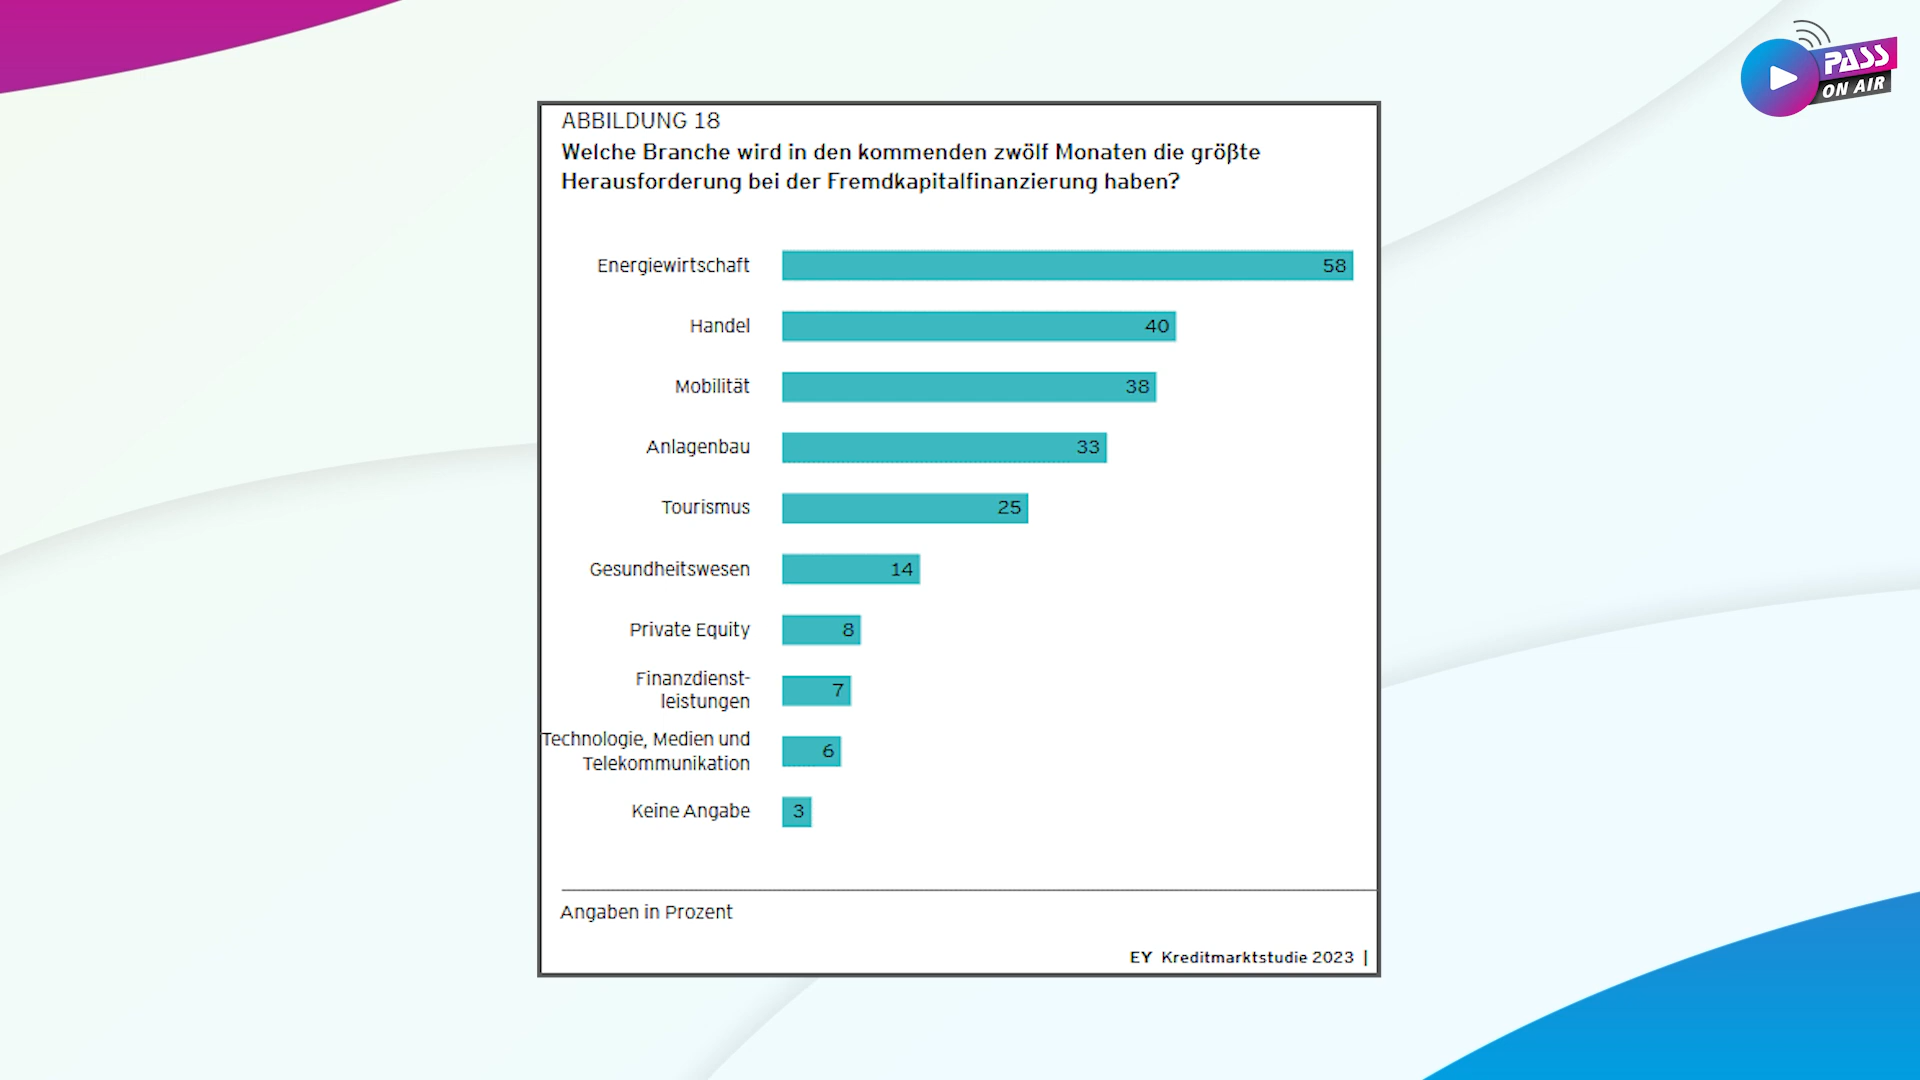 PASS
ON AIR
ABBILDUNG 18
Welche Branche wird in den kommenden zwölf Monaten die größte
Herausforderung bei der Fremdkapitalfinanzierung haben?
Energiewirtschaft 58
Handel 40
Mobilität 38
Anlagenbau 33
Tourismus 25
Gesundheitswesen 14
Private Equity 8
Finanzdienst-
leistungen 7
Technologie, Medien und
Telekommunikation 6
Keine Angabe 3
Angaben in Prozent
EY Kreditmarktstudie 2023 |